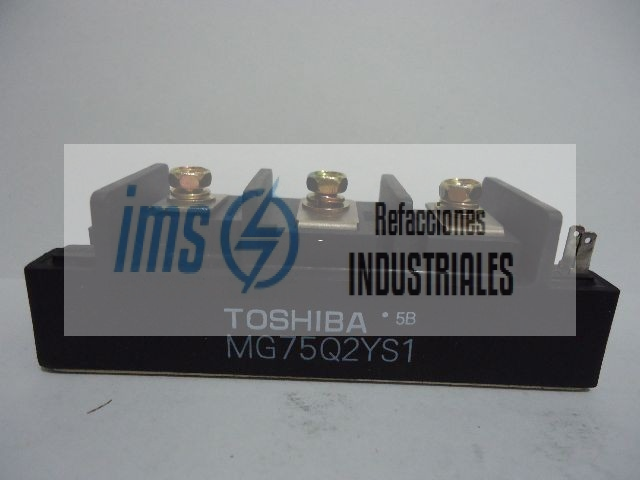 ims
Refacciones
INDUSTRIALES
TOSHIBA • 5B
MG75Q2YS1